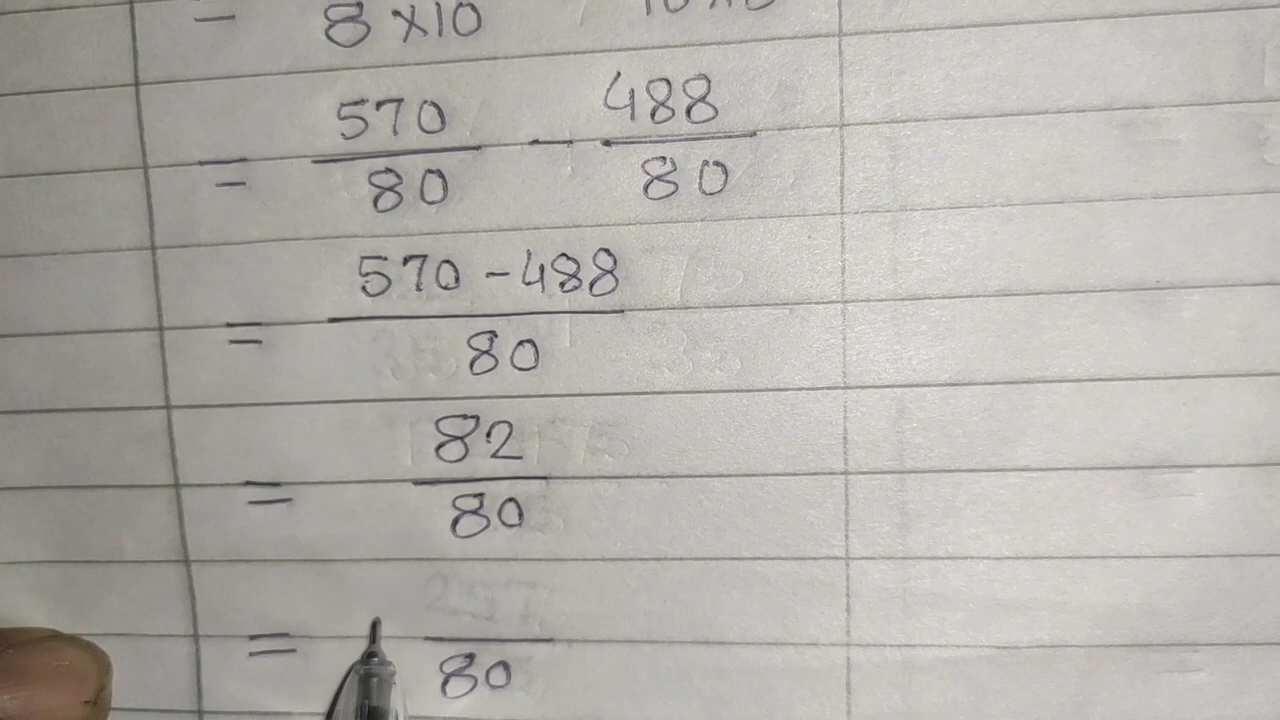 = 8 ×10
= 570/80 - 488/80
= 570 - 488/80
= 82/80
= /80